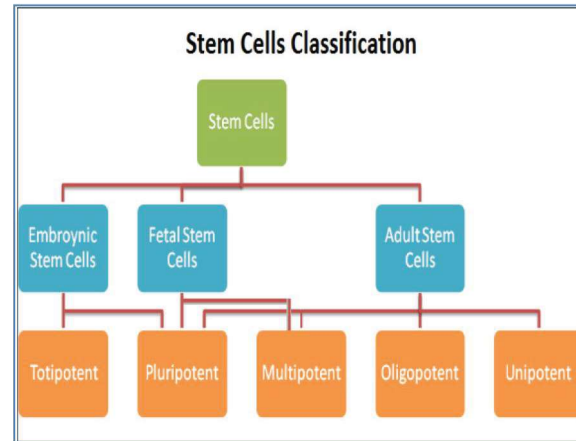 Stem Cells Classification
Stem Cells
Embroynic
Stem Cells
Fetal Stem
Cells
Adult Stem
Cells
Totipotent
Pluripotent
Multipotent
Oligopotent
Unipotent